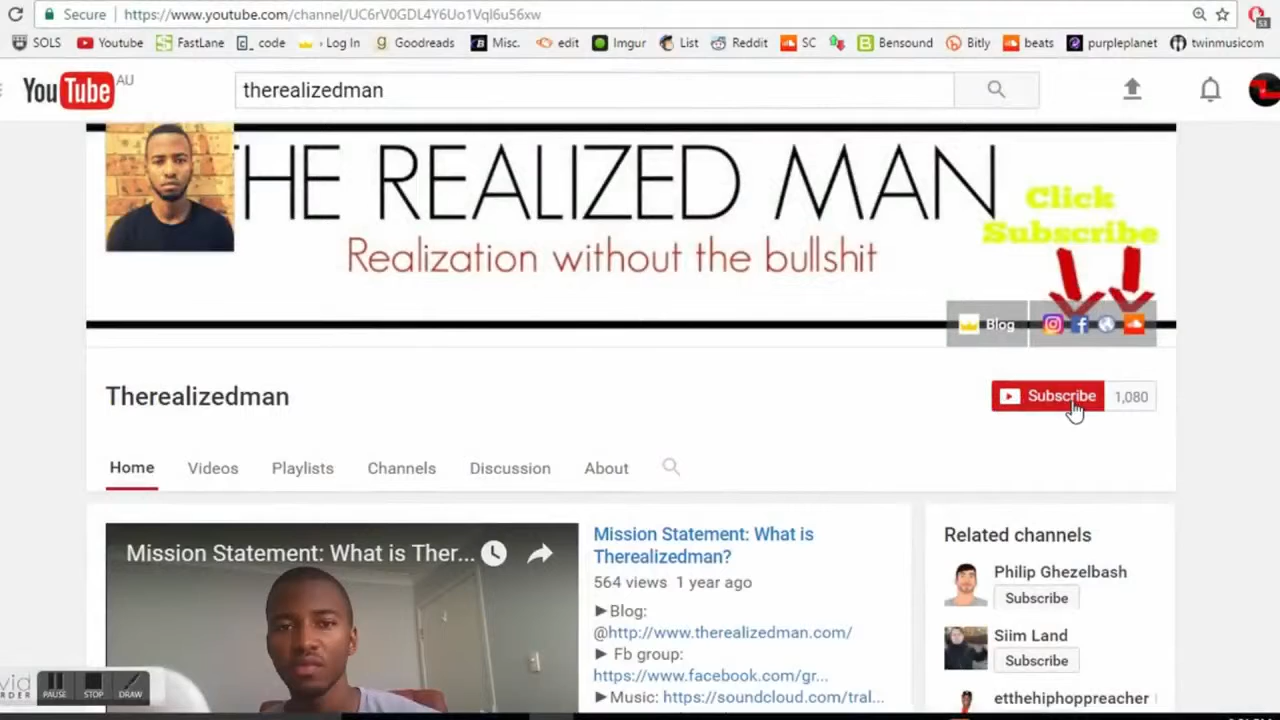 Secure https://www.youtube.com/channel/UC6rV0GDL4Y6Uo1Vql6u56xw
53
SOLS Youtube FastLane code › Log In Goodreads Misc. edit Imgur List Reddit SC Bensound Bitly beats purpleplanet twinmusicom
YouTube AU
therealizedman
THE REALIZED MAN
Click
Subscribe
Realization without the bullshit
Blog
Therealizedman
Subscribe 1,080
Home Videos Playlists Channels Discussion About
Mission Statement: What is Ther...
Mission Statement: What is
Therealizedman?
564 views 1 year ago
►Blog:
@http://www.therealizedman.com/
► Fb group:
https://www.facebook.com/gr...
►Music: https://soundcloud.com/tral...
Related channels
Philip Ghezelbash
Subscribe
Siim Land
Subscribe
etthehiphoppreacher
PAUSE STOP DRAW